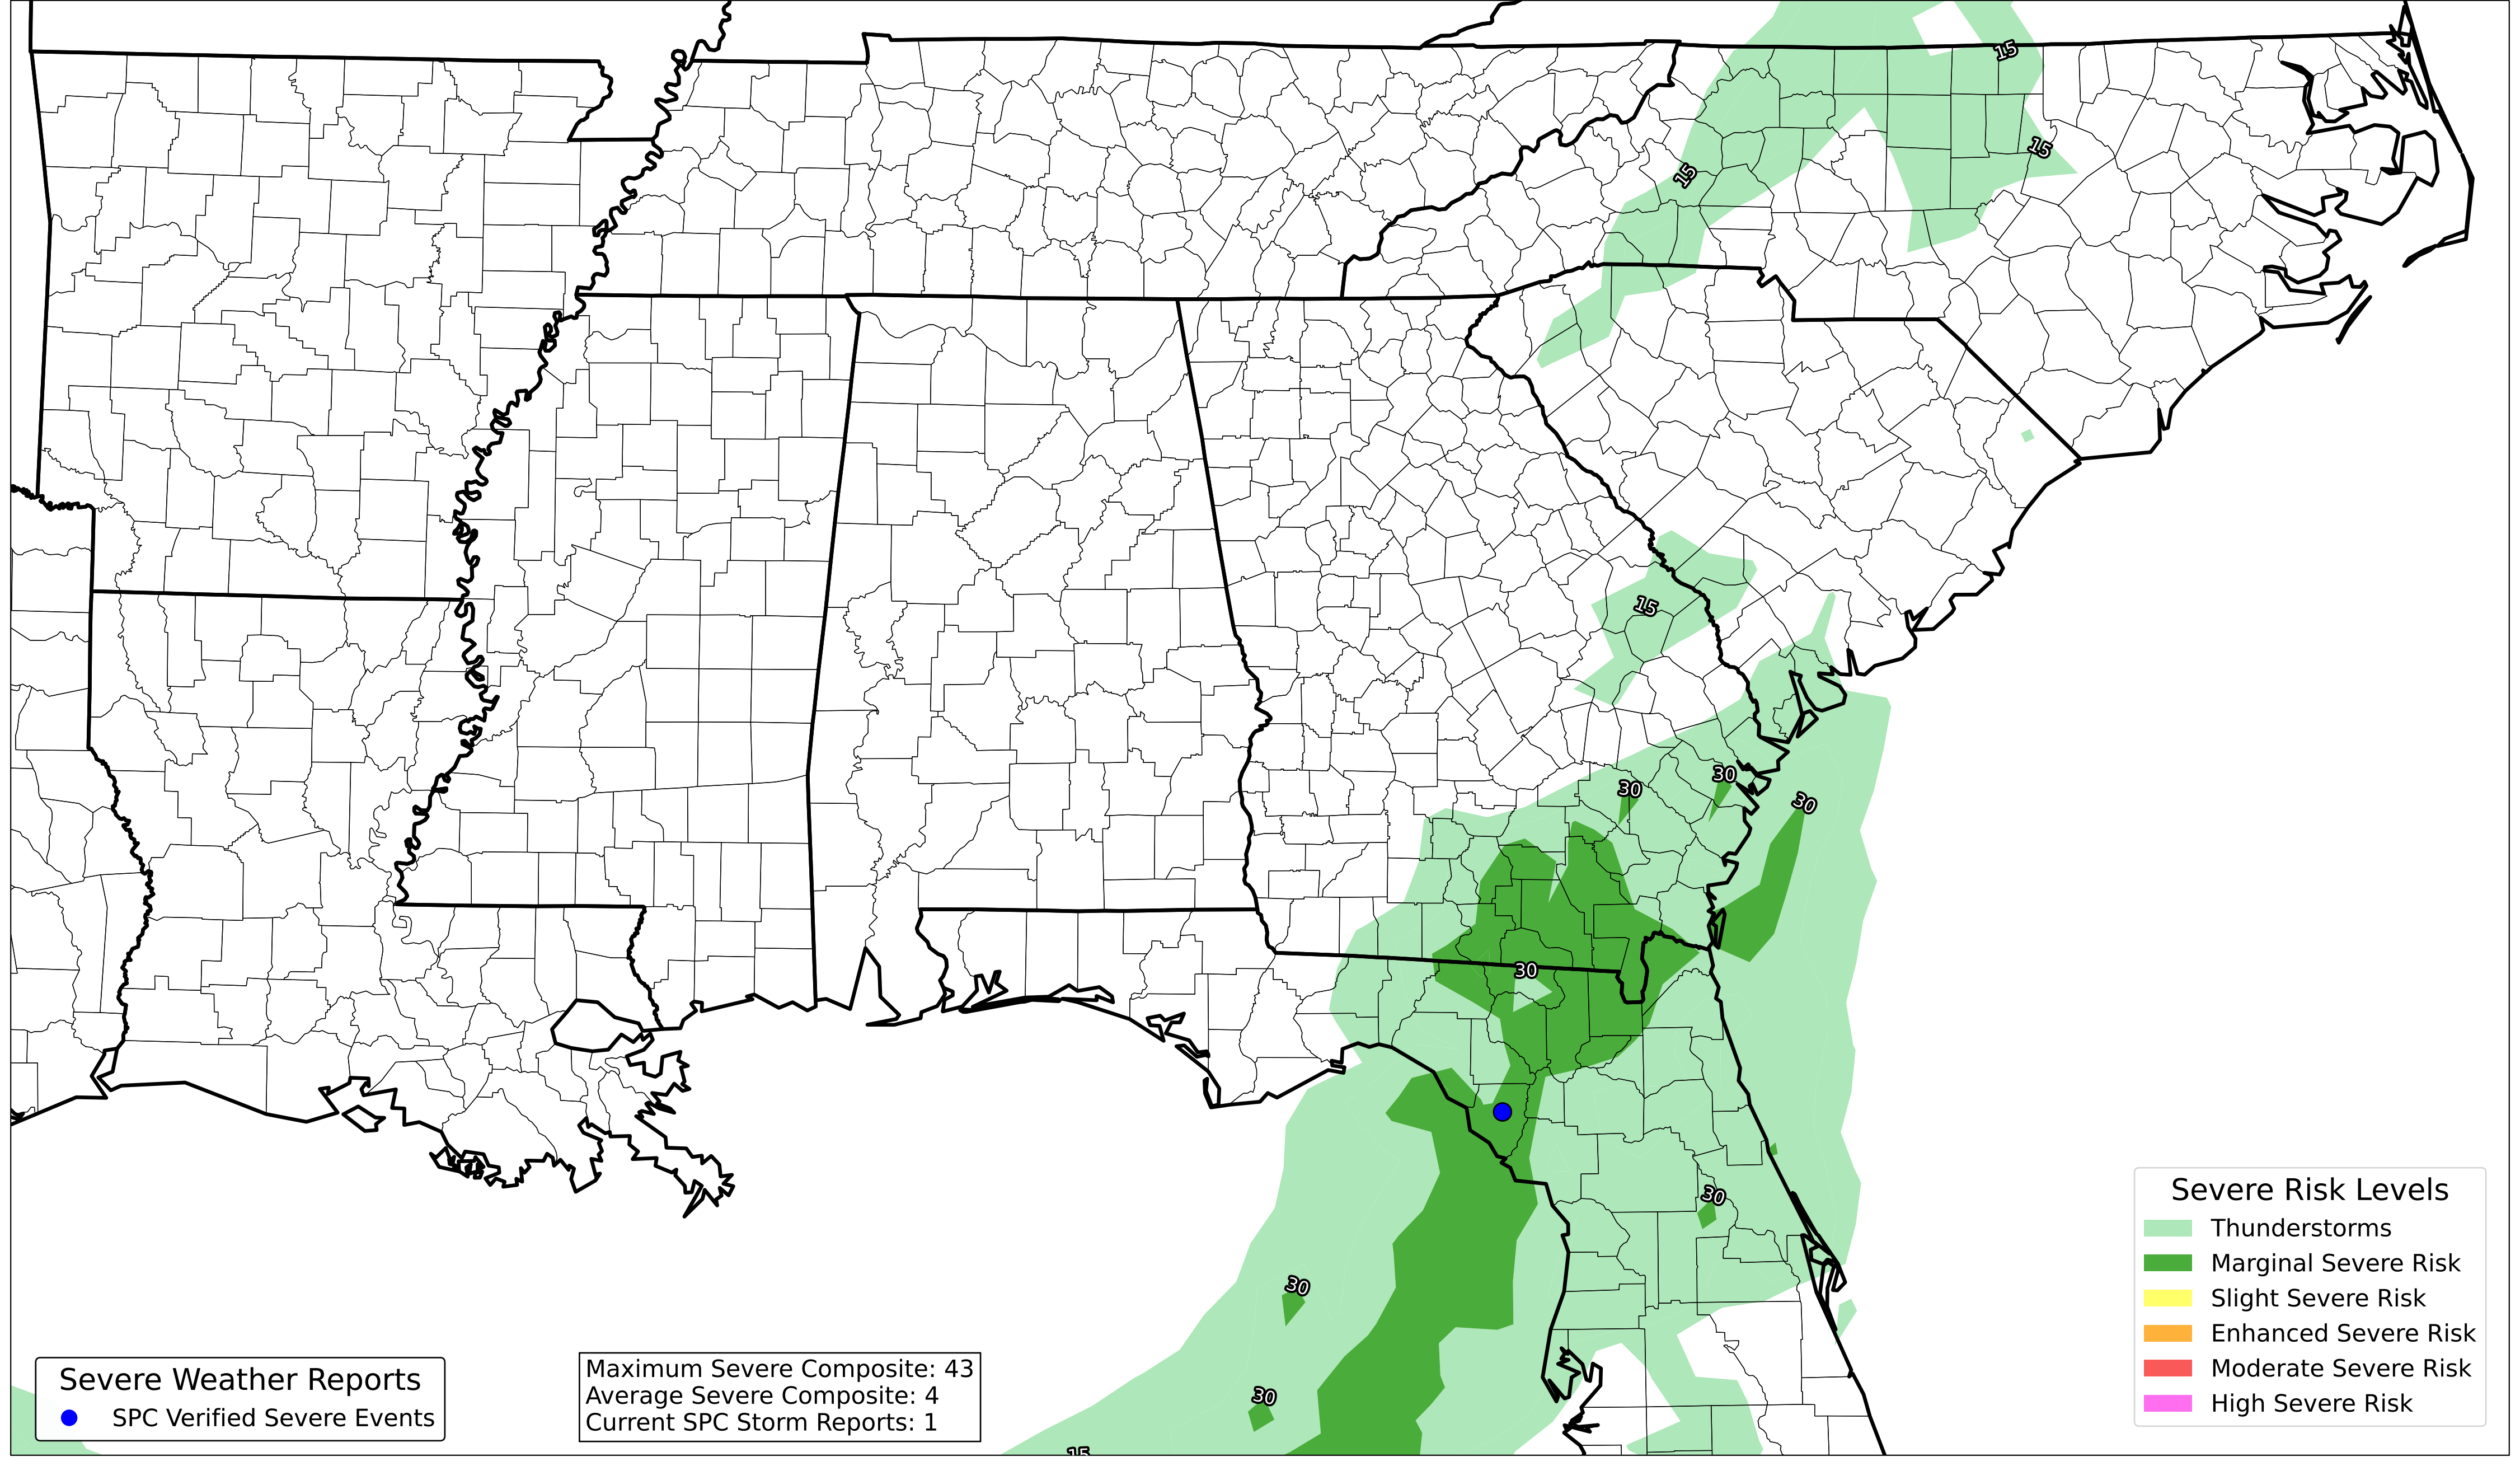 15
15
15
15
30
30
30
30
30
30
30
15
Severe Weather Reports
SPC Verified Severe Events
Maximum Severe Composite: 43
Average Severe Composite: 4
Current SPC Storm Reports: 1
Severe Risk Levels
Thunderstorms
Marginal Severe Risk
Slight Severe Risk
Enhanced Severe Risk
Moderate Severe Risk
High Severe Risk